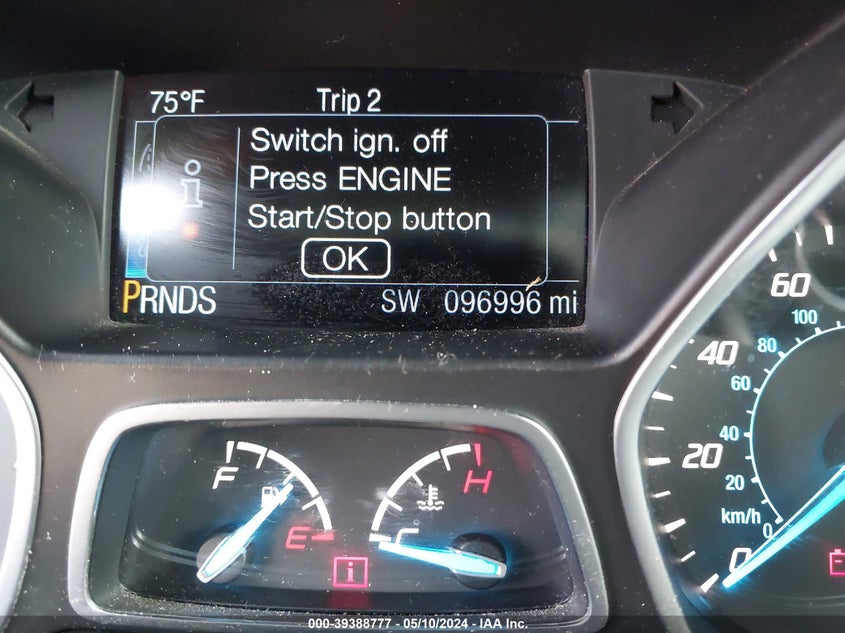 75°F Trip 2
Switch ign. off
Press ENGINE
Start/Stop button
OK
PRNDS SW 096996 mi
60
100
80
40
60
F
H
40
20
20
km/h
0
E
C
0
i
000-39388777 - 05/10/2024 - IAA Inc.